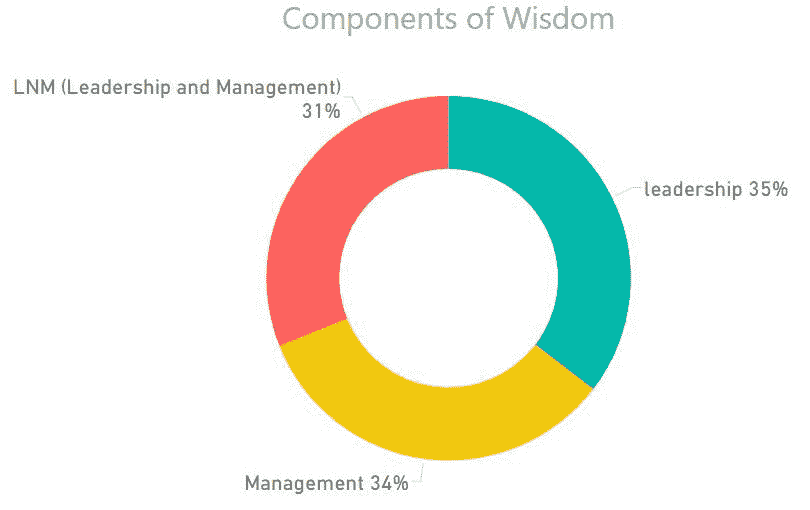 Components of Wisdom
LNM (Leadership and Management)
31%
leadership 35%
Management 34%